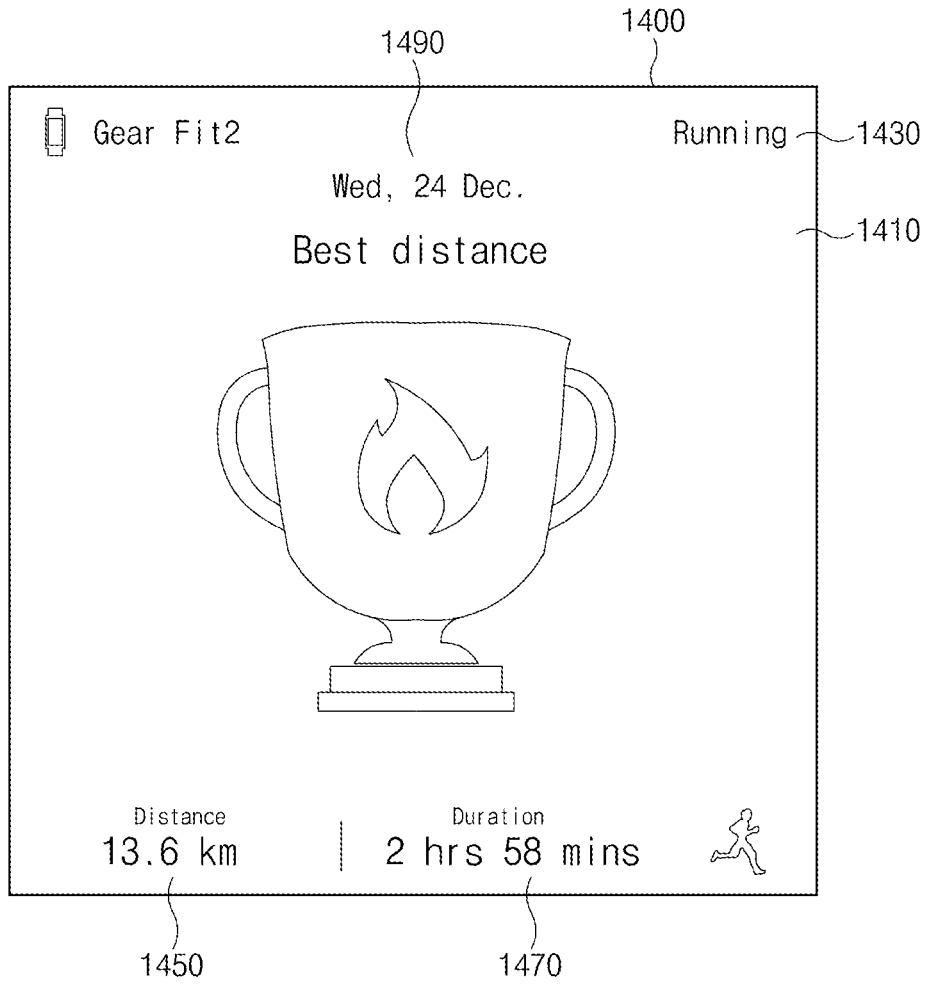 1400
1490
Gear Fit2
Running
1430
Wed, 24 Dec.
1410
Best distance
Distance
Duration
13.6 km
2 hrs 58 mins
1450
1470